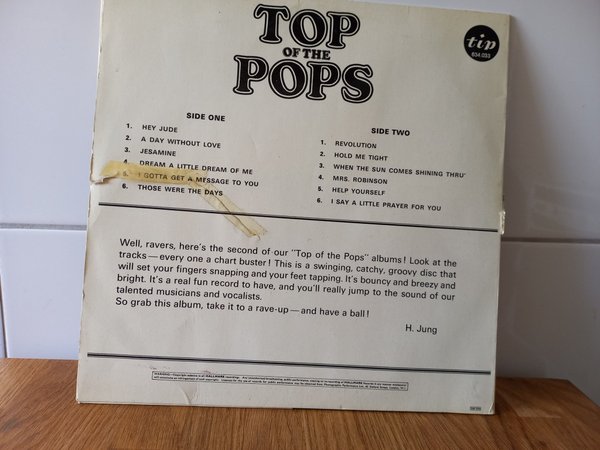 TOP
OF THE
POPS
tip
634 033
SIDE ONE
1. HEY JUDE
2. A DAY WITHOUT LOVE
3. JESAMINE
4. DREAM A LITTLE DREAM OF ME
5. I GOTTA GET A MESSAGE TO YOU
6. THOSE WERE THE DAYS
SIDE TWO
1. REVOLUTION
2. HOLD ME TIGHT
3. WHEN THE SUN COMES SHINING THRU'
4. MRS. ROBINSON
5. HELP YOURSELF
6. I SAY A LITTLE PRAYER FOR YOU
Well, ravers, here's the second of our "Top of the Pops" albums! Look at the
tracks — every one a chart buster! This is a swinging, catchy, groovy disc that
will set your fingers snapping and your feet tapping. It's bouncy and breezy and
bright. It's a real fun record to have, and you'll really jump to the sound of our
talented musicians and vocalists.
So grab this album, take it to a rave-up — and have a ball!
H. Jung